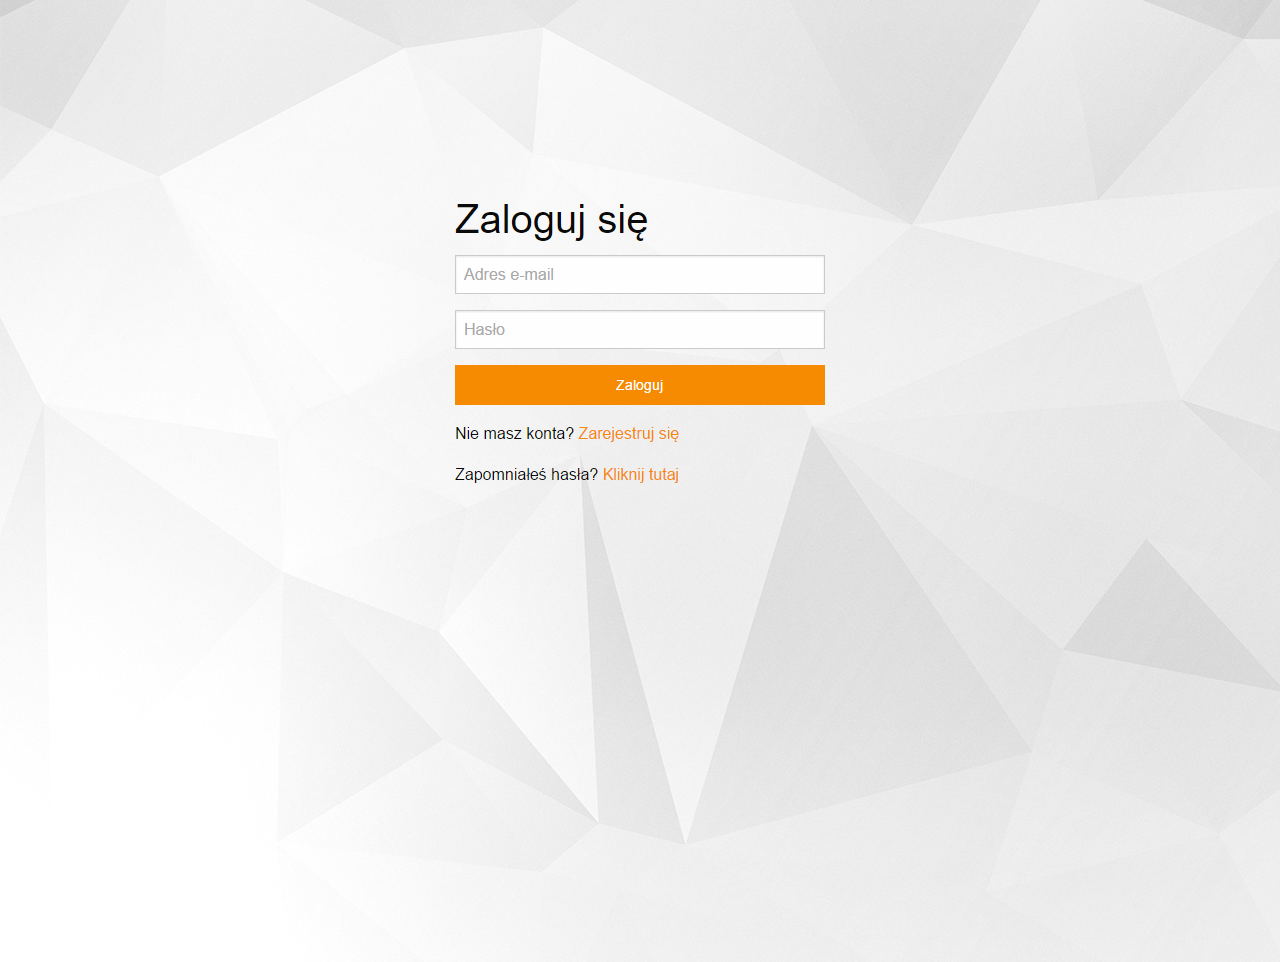 Zaloguj się
Adres e-mail
Hasło
Zaloguj
Nie masz konta? Zarejestruj się
Zapomniałeś hasła? Kliknij tutaj